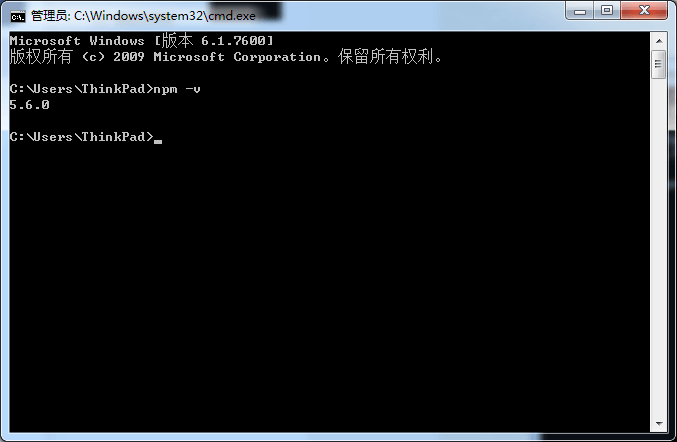 管理员: C:\Windows\system32\cmd.exe
Microsoft Windows [版本 6.1.7600]
版权所有 (c) 2009 Microsoft Corporation。保留所有权利。
C:\Users\ThinkPad>npm -v
5.6.0
C:\Users\ThinkPad>